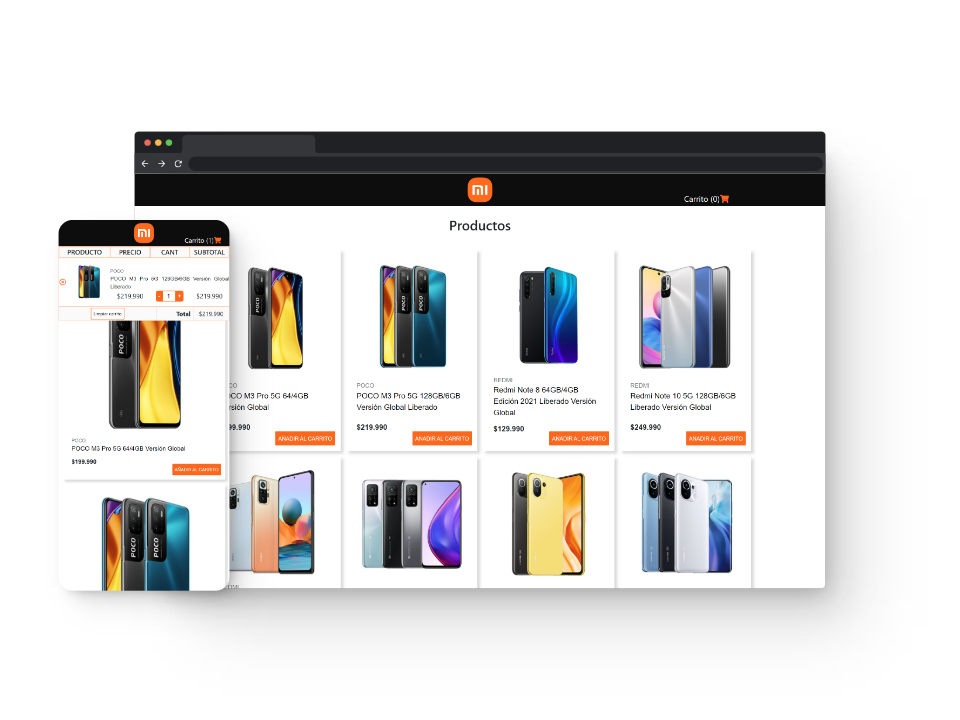 mi
Carrito (0)
Productos
POCO M3 Pro 5G 64/4GB
Versión Global
AÑADIR AL CARRITO
POCO
POCO M3 Pro 5G 128GB/6GB
Versión Global Liberado
$219.990
AÑADIR AL CARRITO
REDMI
Redmi Note 8 64GB/4GB
Edición 2021 Liberado Versión
Global
$129.990
AÑADIR AL CARRITO
REDMI
Redmi Note 10 5G 128GB/6GB
Liberado Versión Global
$249.990
AÑADIR AL CARRITO
mi
Carrito (1)
PRODUCTO PRECIO CANT SUBTOTAL
POCO
POCO M3 Pro 5G 128GB/6GB Versión Global
Liberado
$219.990 - 1 + $219.990
Limpiar carrito Total $219.990
POCO
POCO
POCO M3 Pro 5G 64/4GB Versión Global
$199.990
AÑADIR AL CARRITO
POCO
POCO